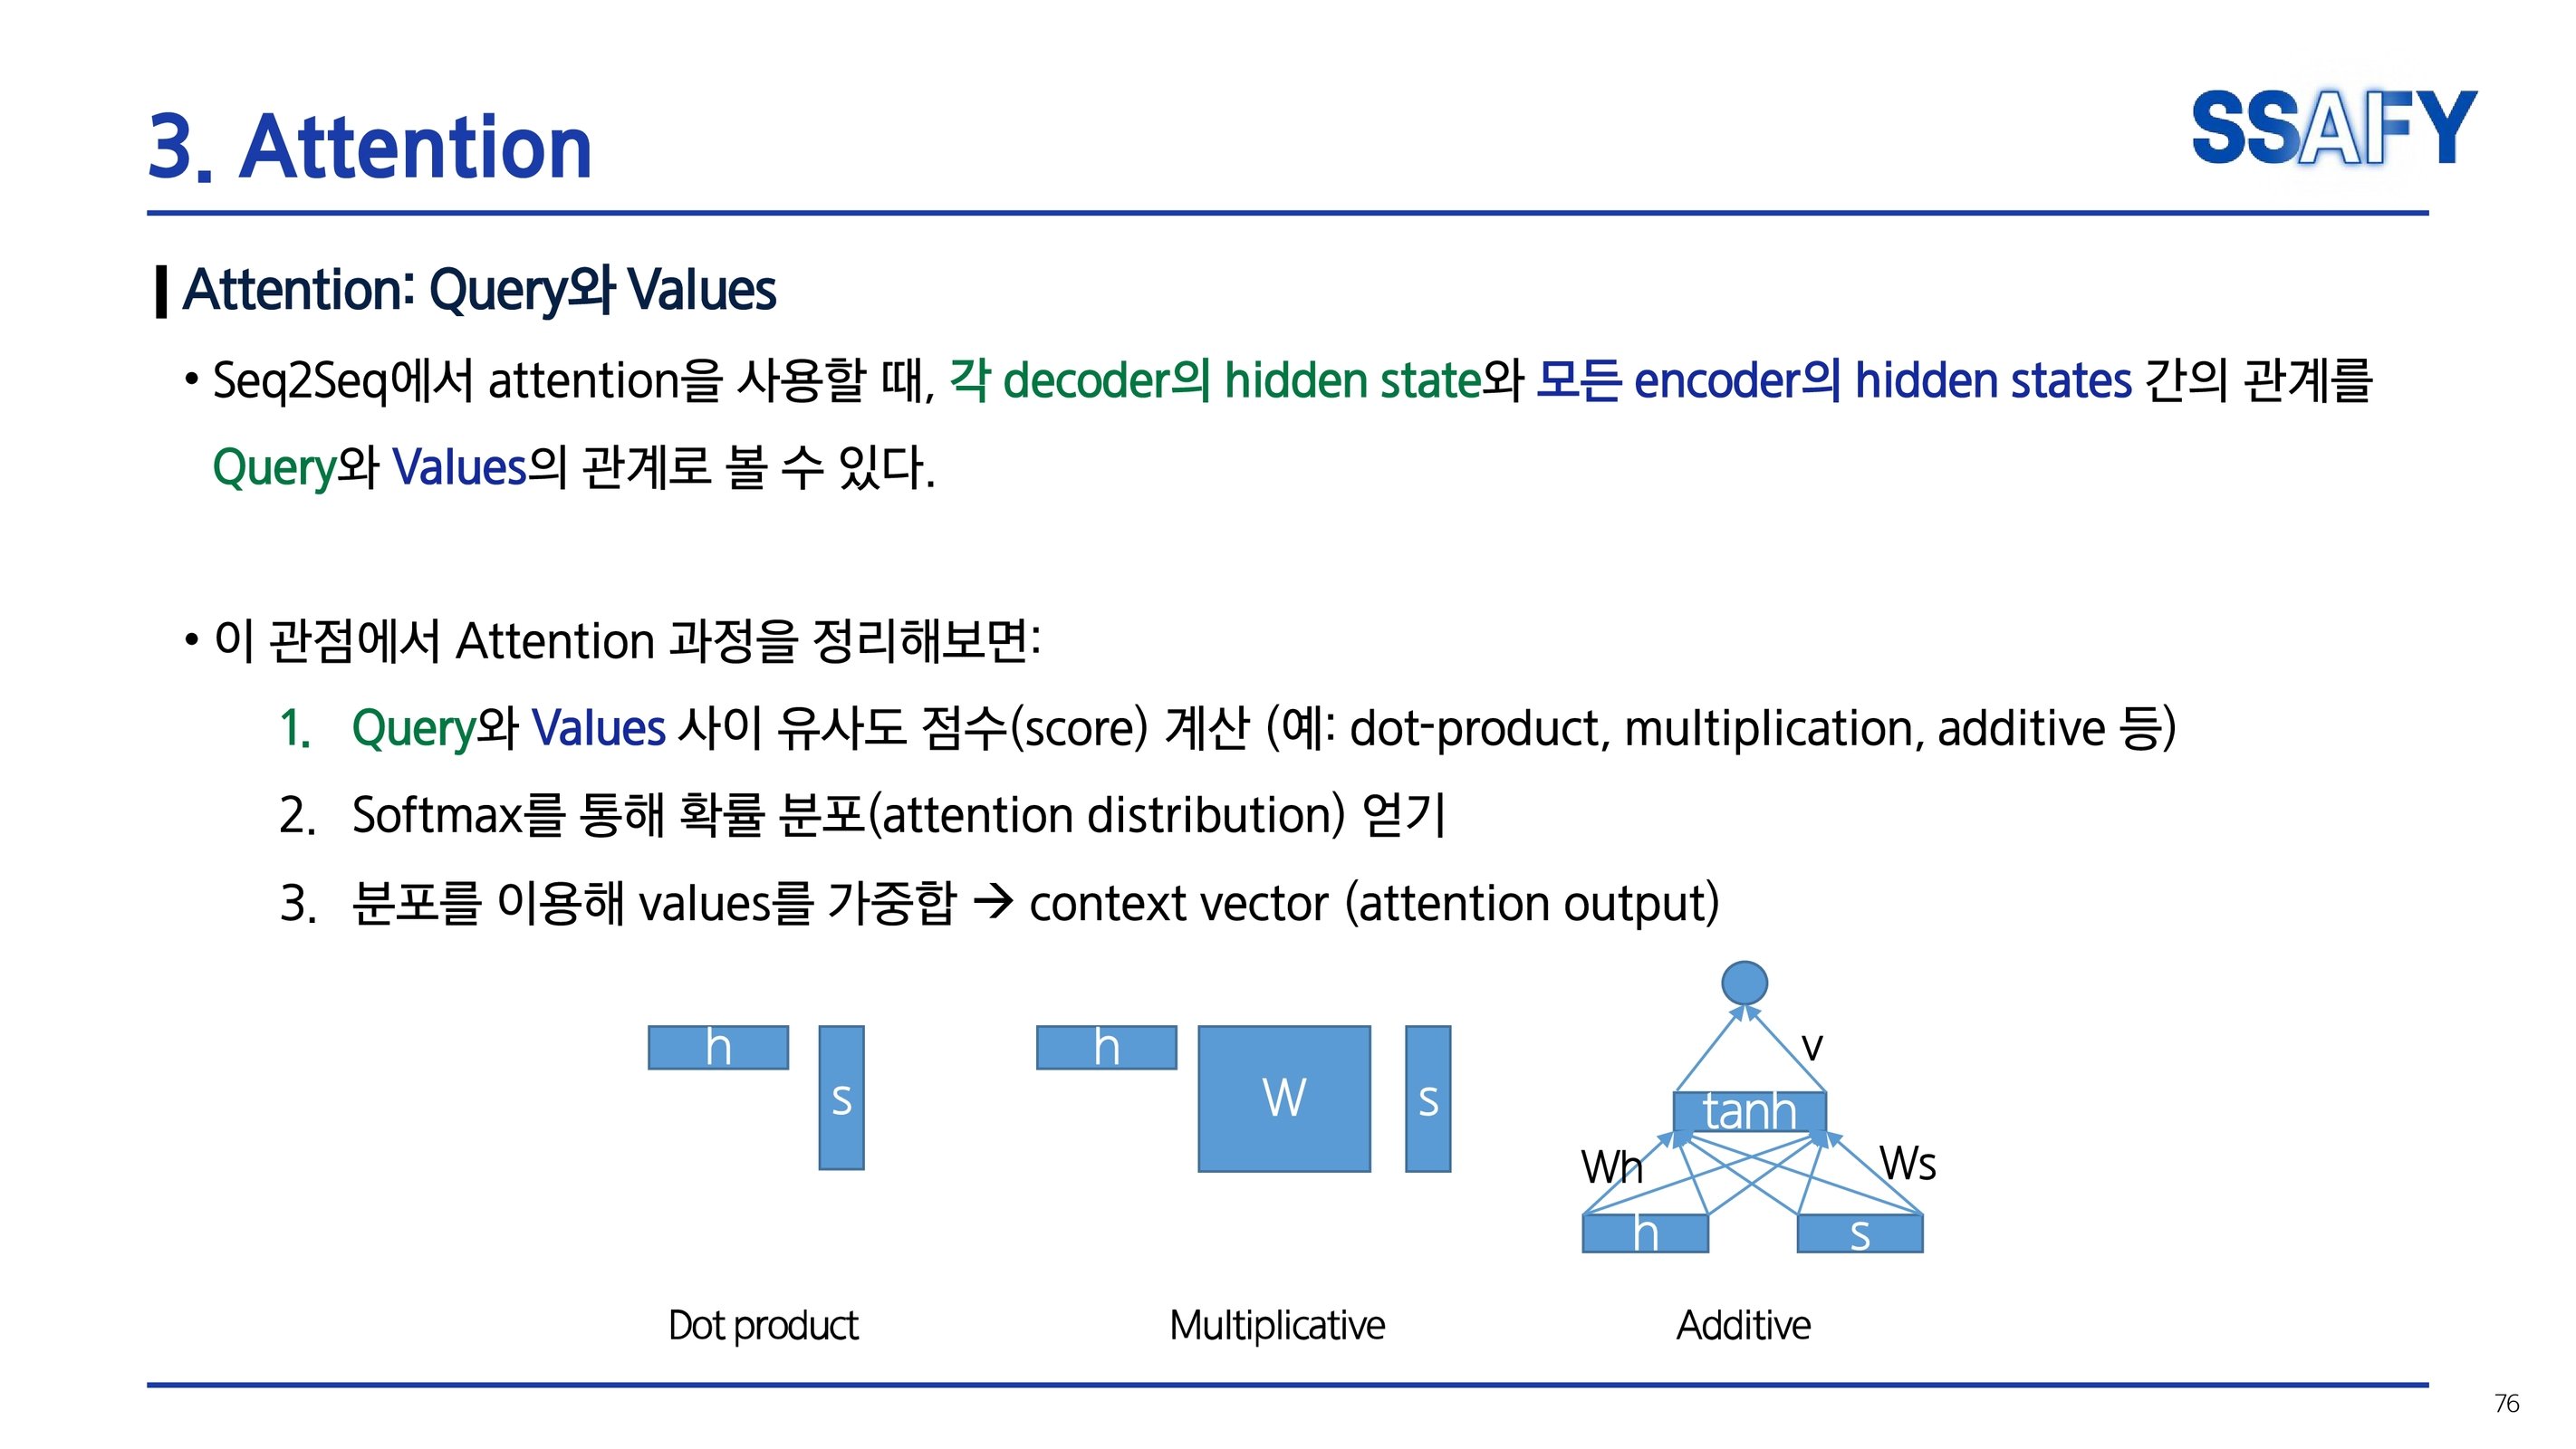 3. Attention
SSAFY
Attention: Query와 Values
• Seq2Seq에서 attention을 사용할 때, 각 decoder의 hidden state와 모든 encoder의 hidden states 간의 관계를
Query와 Values의 관계로 볼 수 있다.
• 이 관점에서 Attention 과정을 정리해보면:
1. Query와 Values 사이 유사도 점수(score) 계산 (예: dot-product, multiplication, additive 등)
2. Softmax를 통해 확률 분포(attention distribution) 얻기
3. 분포를 이용해 values를 가중합 → context vector (attention output)
h
s
h
W
s
v
tanh
Wh
Ws
h
s
Dot product
Multiplicative
Additive
76